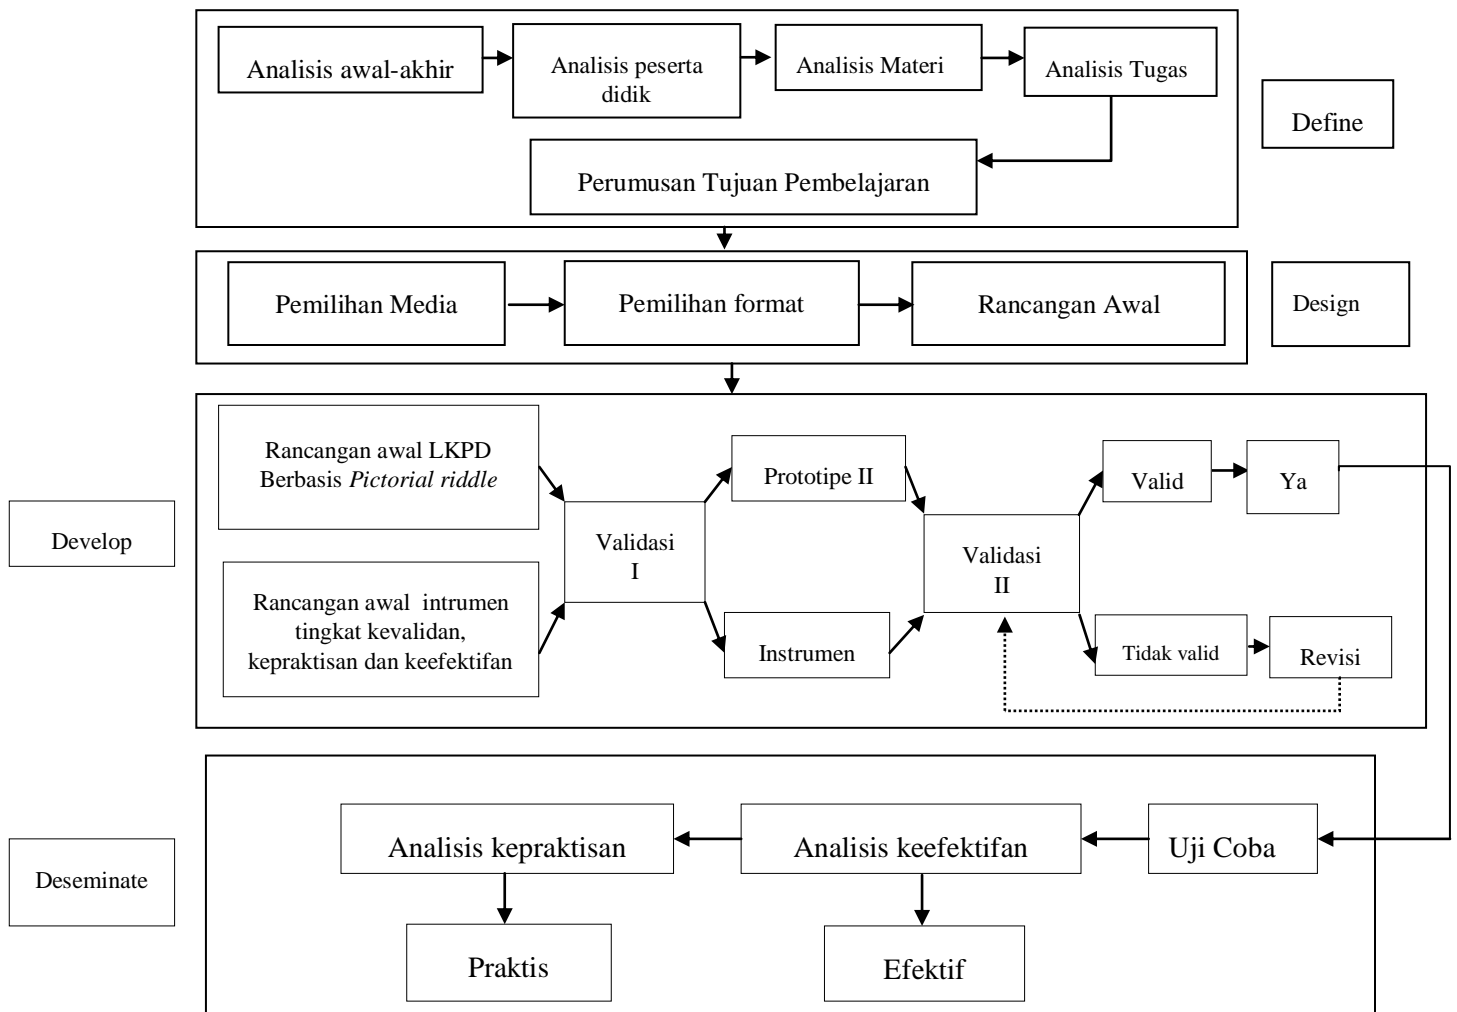 Analisis awal-akhir
Analisis peserta
didik
Analisis Materi
Analisis Tugas
Define
Perumusan Tujuan Pembelajaran
Pemilihan Media
Pemilihan format
Rancangan Awal
Design
Rancangan awal LKPD
Berbasis Pictorial riddle
Prototipe II
Valid
Ya
Develop
Validasi
I
Validasi
II
Rancangan awal intrumen
tingkat kevalidan,
kepraktisan dan keefektifan
Instrumen
Tidak valid
Revisi
Analisis kepraktisan
Analisis keefektifan
Uji Coba
Deseminate
Praktis
Efektif